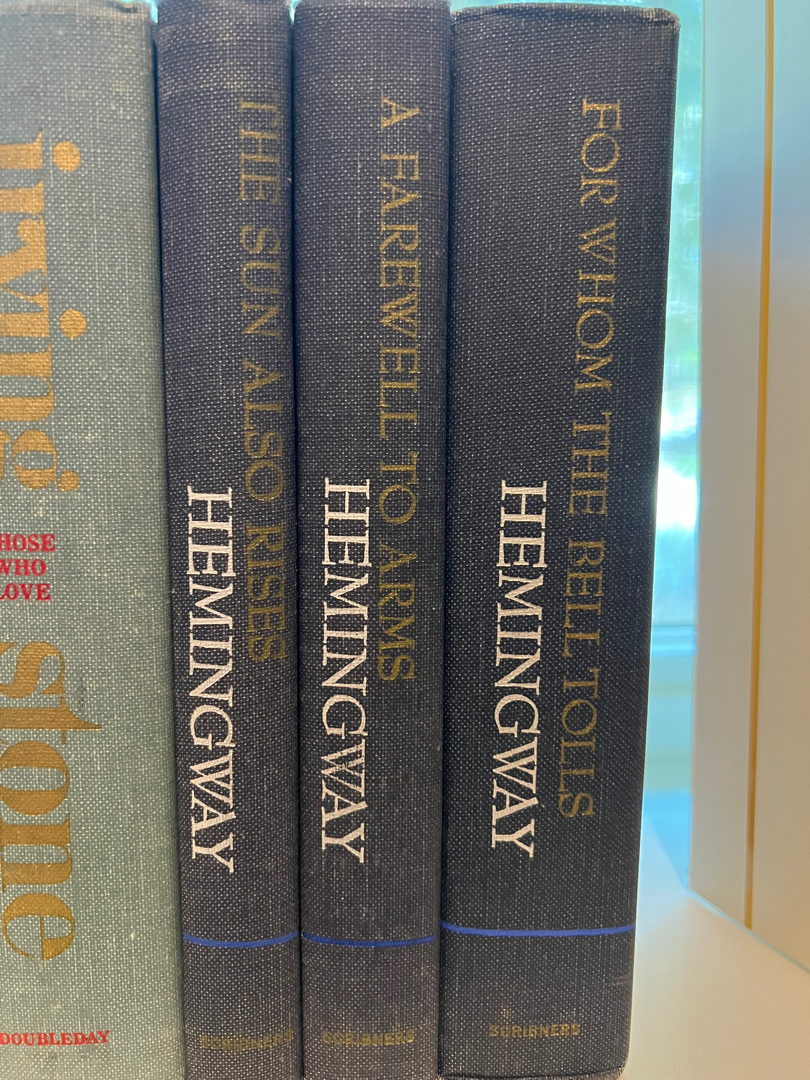 irving
HOSE
WHO
LOVE
stone
DOUBLEDAY
THE SUN ALSO RISES
HEMINGWAY
SCRIBNERS
A FAREWELL TO ARMS
HEMINGWAY
SCRIBNERS
FOR WHOM THE BELL TOLLS
HEMINGWAY
SCRIBNERS